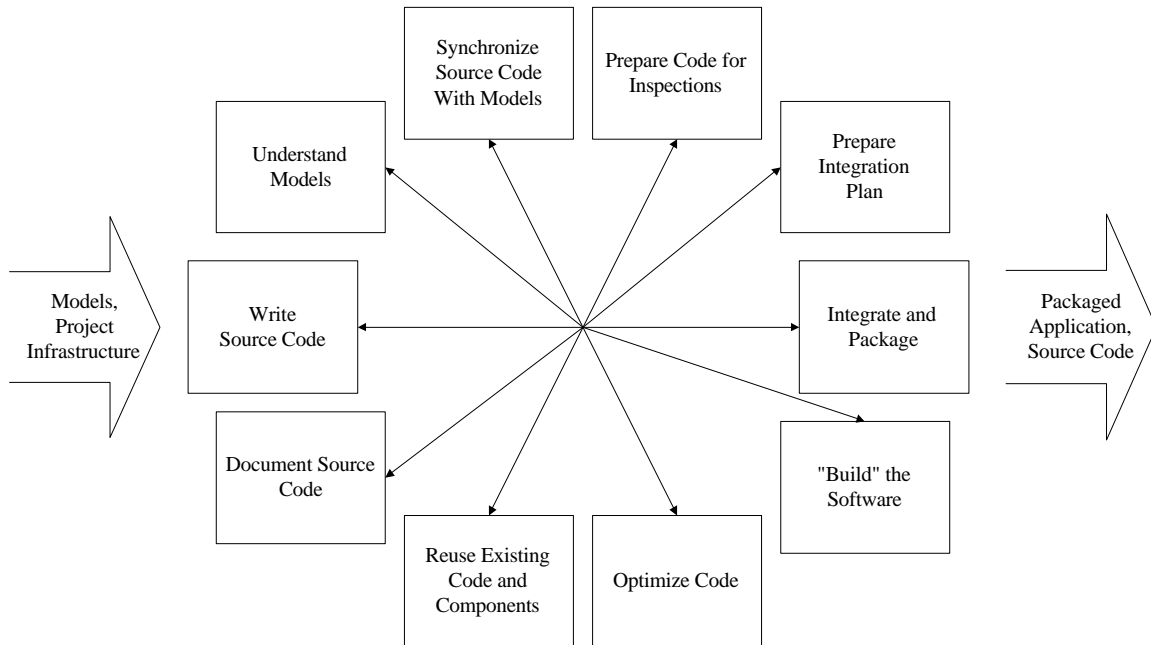 Synchronize
Source Code
With Models
Prepare Code for
Inspections
Understand
Models
Prepare
Integration
Plan
Models,
Project
Infrastructure
Write
Source Code
Integrate and
Package
Packaged
Application,
Source Code
Document Source
Code
"Build" the
Software
Reuse Existing
Code and
Components
Optimize Code